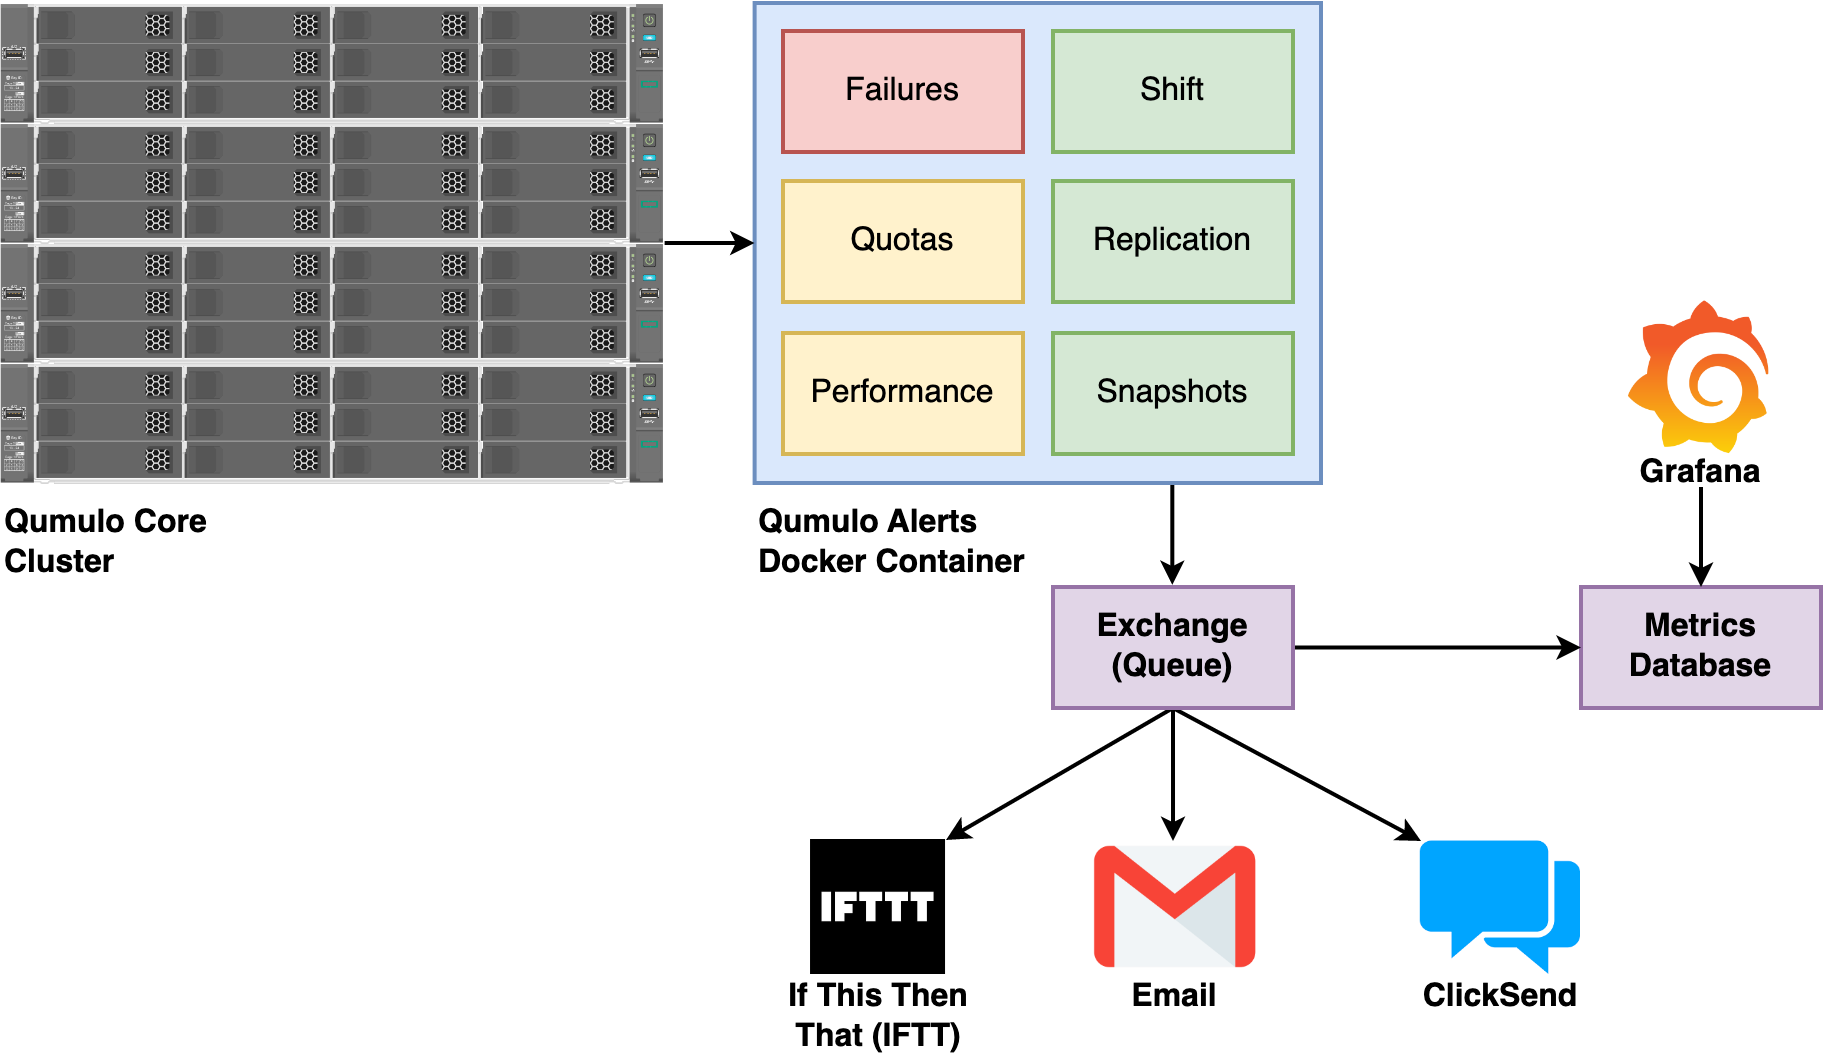 Failures
Shift
Quotas
Replication
Performance
Snapshots
Qumulo Core
Cluster
Qumulo Alerts
Docker Container
Grafana
Exchange
(Queue)
Metrics
Database
IFTTT
If This Then
That (IFTT)
Email
ClickSend